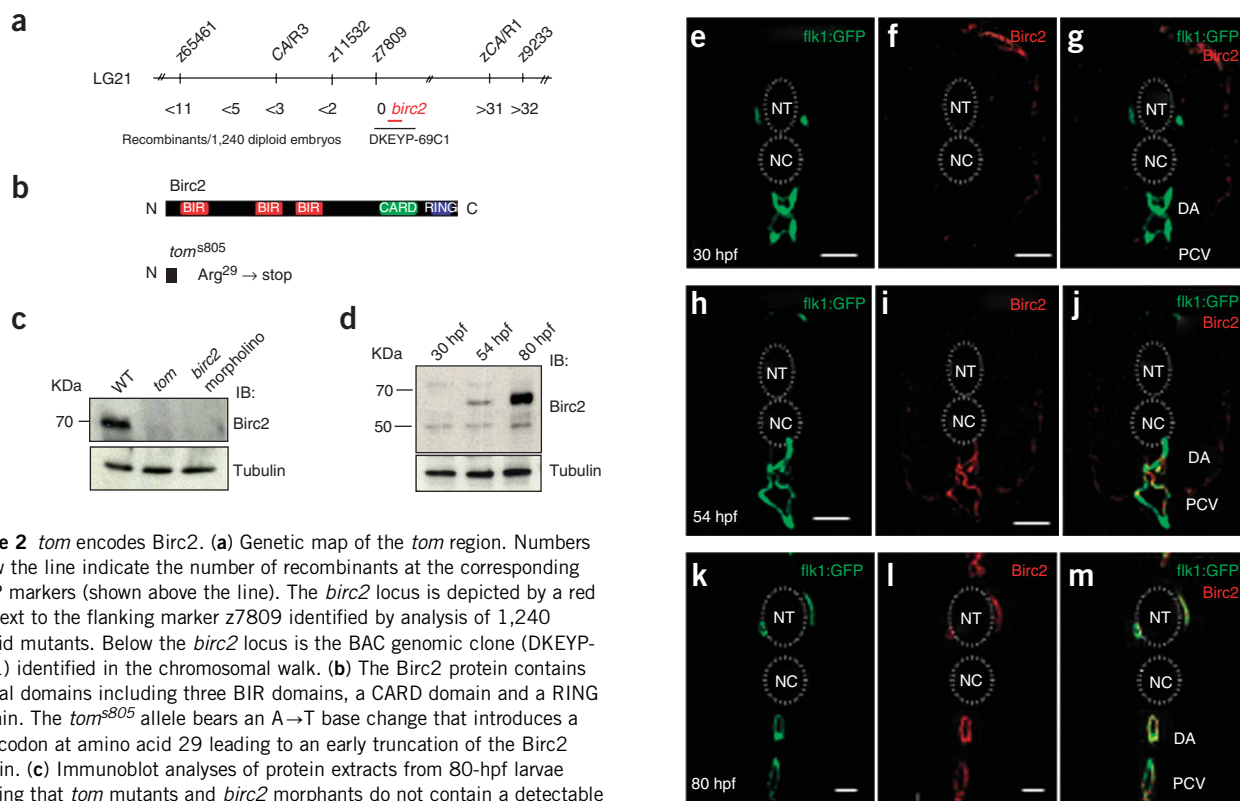 a
z65461 CA/R3 z11532 z7809 zCA/R1 z9233
LG21
<11 <5 <3 <2 0 birc2 >31 >32
Recombinants/1,240 diploid embryos DKEYP-69C1
b
Birc2
N BIR BIR BIR CARD RING C
tom^s805
N Arg^29 → stop
c
WT tom birc2 morpholino
KDa IB:
70 Birc2
Tubulin
d
30 hpf 54 hpf 80 hpf
KDa IB:
70
Birc2
50
Tubulin
e 2 tom encodes Birc2. (a) Genetic map of the tom region. Numbers
the line indicate the number of recombinants at the corresponding
P markers (shown above the line). The birc2 locus is depicted by a red
ext to the flanking marker z7809 identified by analysis of 1,240
id mutants. Below the birc2 locus is the BAC genomic clone (DKEYP-
) identified in the chromosomal walk. (b) The Birc2 protein contains
al domains including three BIR domains, a CARD domain and a RING
ain. The tom^s805 allele bears an A→T base change that introduces a
codon at amino acid 29 leading to an early truncation of the Birc2
in. (c) Immunoblot analyses of protein extracts from 80-hpf larvae
ing that tom mutants and birc2 morphants do not contain a detectable
e flk1:GFP
NT
NC
30 hpf
f Birc2
NT
NC
g flk1:GFP
Birc2
NT
NC
DA
PCV
h flk1:GFP
NT
NC
54 hpf
i Birc2
NT
NC
j flk1:GFP
Birc2
NT
NC
DA
PCV
k flk1:GFP
NT
NC
80 hpf
l Birc2
NT
NC
m flk1:GFP
Birc2
NT
NC
DA
PCV